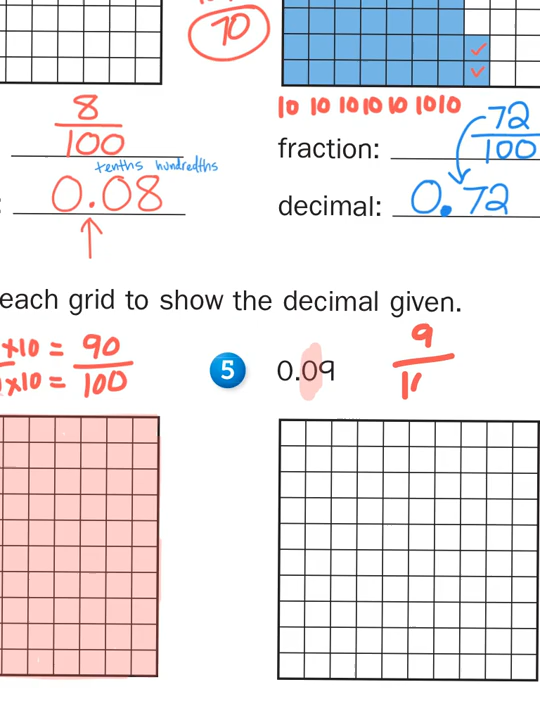 70
8
100
tenths hundredths
0.08
10 10 10 10 10 10 10
fraction: 72
100
decimal: 0.72
each grid to show the decimal given.
×10 = 90
×10 = 100
5 0.09
9
10